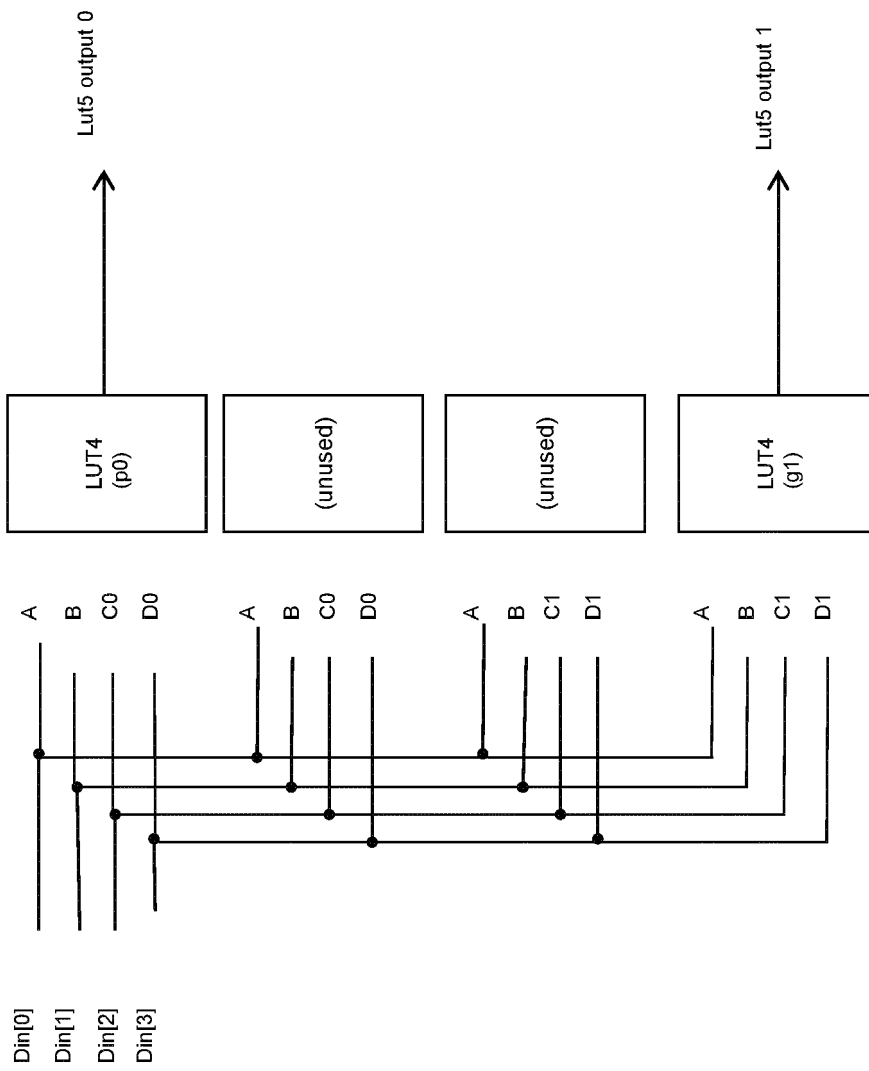 Din[0]
Din[1]
Din[2]
Din[3]
A
B
C0
D0
LUT4
(p0)
Lut5 output 0
A
B
C0
D0
(unused)
A
B
C1
D1
(unused)
A
B
C1
D1
LUT4
(g1)
Lut5 output 1